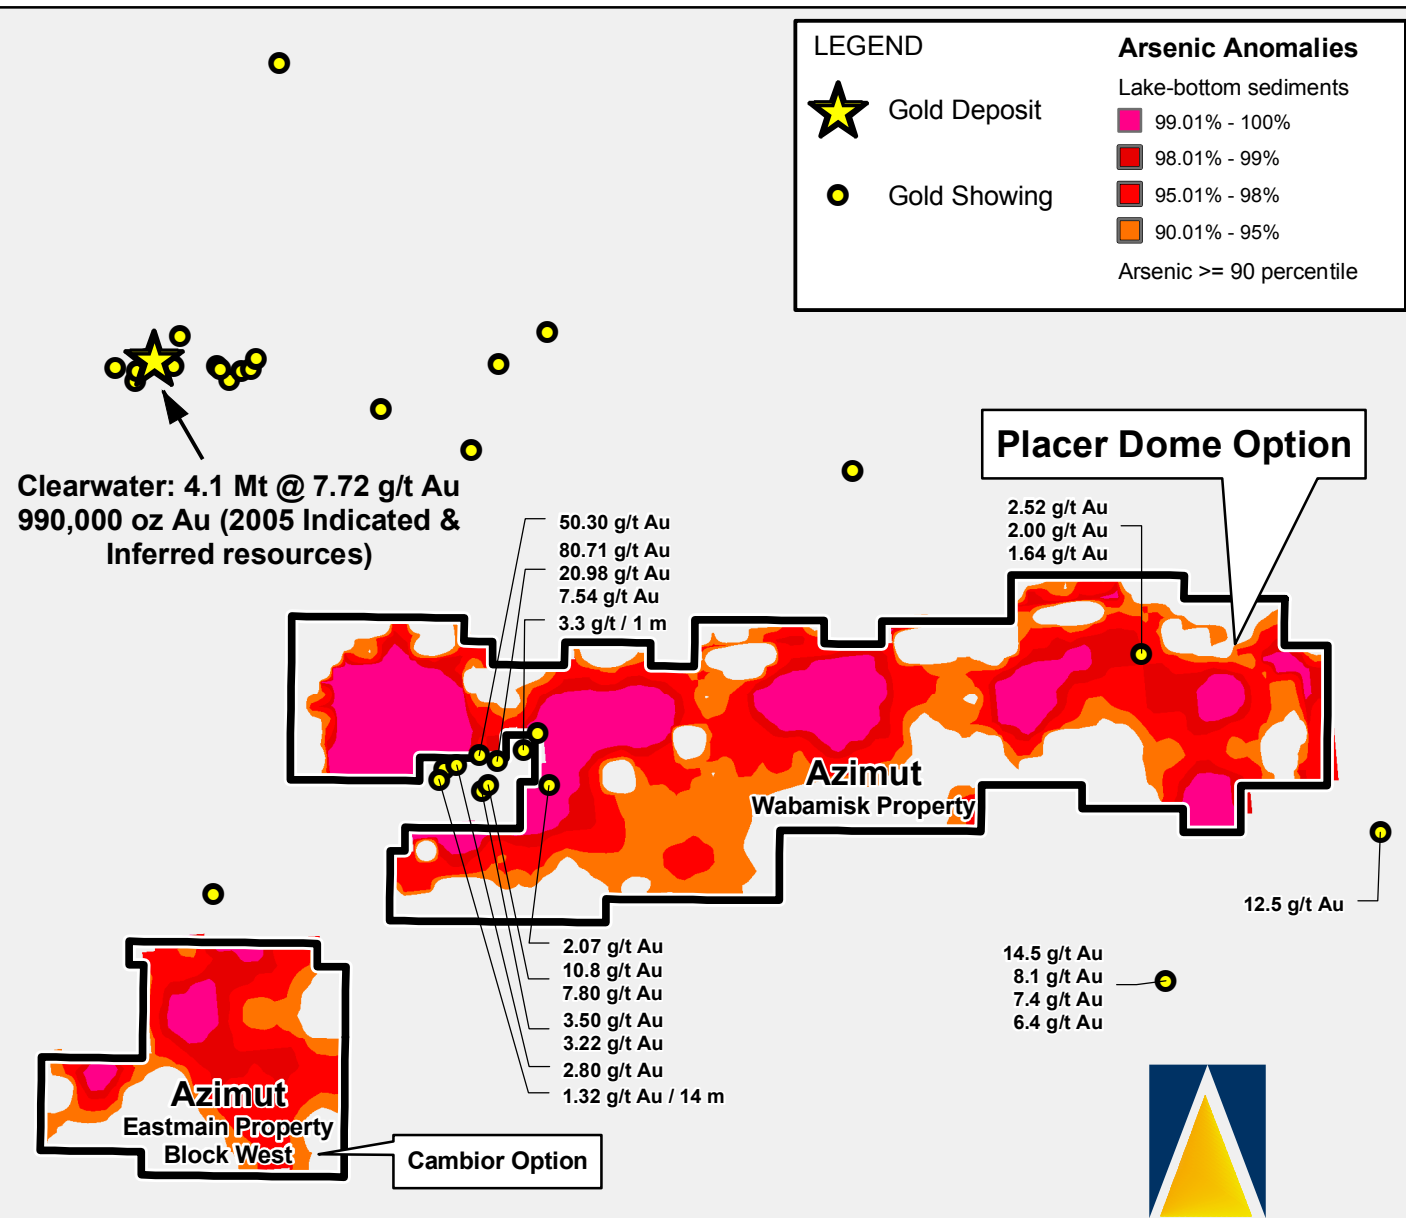 LEGEND
Gold Deposit
Gold Showing
Arsenic Anomalies
Lake-bottom sediments
99.01% - 100%
98.01% - 99%
95.01% - 98%
90.01% - 95%
Arsenic >= 90 percentile
Clearwater: 4.1 Mt @ 7.72 g/t Au
990,000 oz Au (2005 Indicated &
Inferred resources)
Placer Dome Option
50.30 g/t Au
80.71 g/t Au
20.98 g/t Au
7.54 g/t Au
3.3 g/t / 1 m
2.52 g/t Au
2.00 g/t Au
1.64 g/t Au
Azimut
Wabamisk Property
12.5 g/t Au
2.07 g/t Au
10.8 g/t Au
7.80 g/t Au
3.50 g/t Au
3.22 g/t Au
2.80 g/t Au
1.32 g/t Au / 14 m
14.5 g/t Au
8.1 g/t Au
7.4 g/t Au
6.4 g/t Au
Azimut
Eastmain Property
Block West
Cambior Option